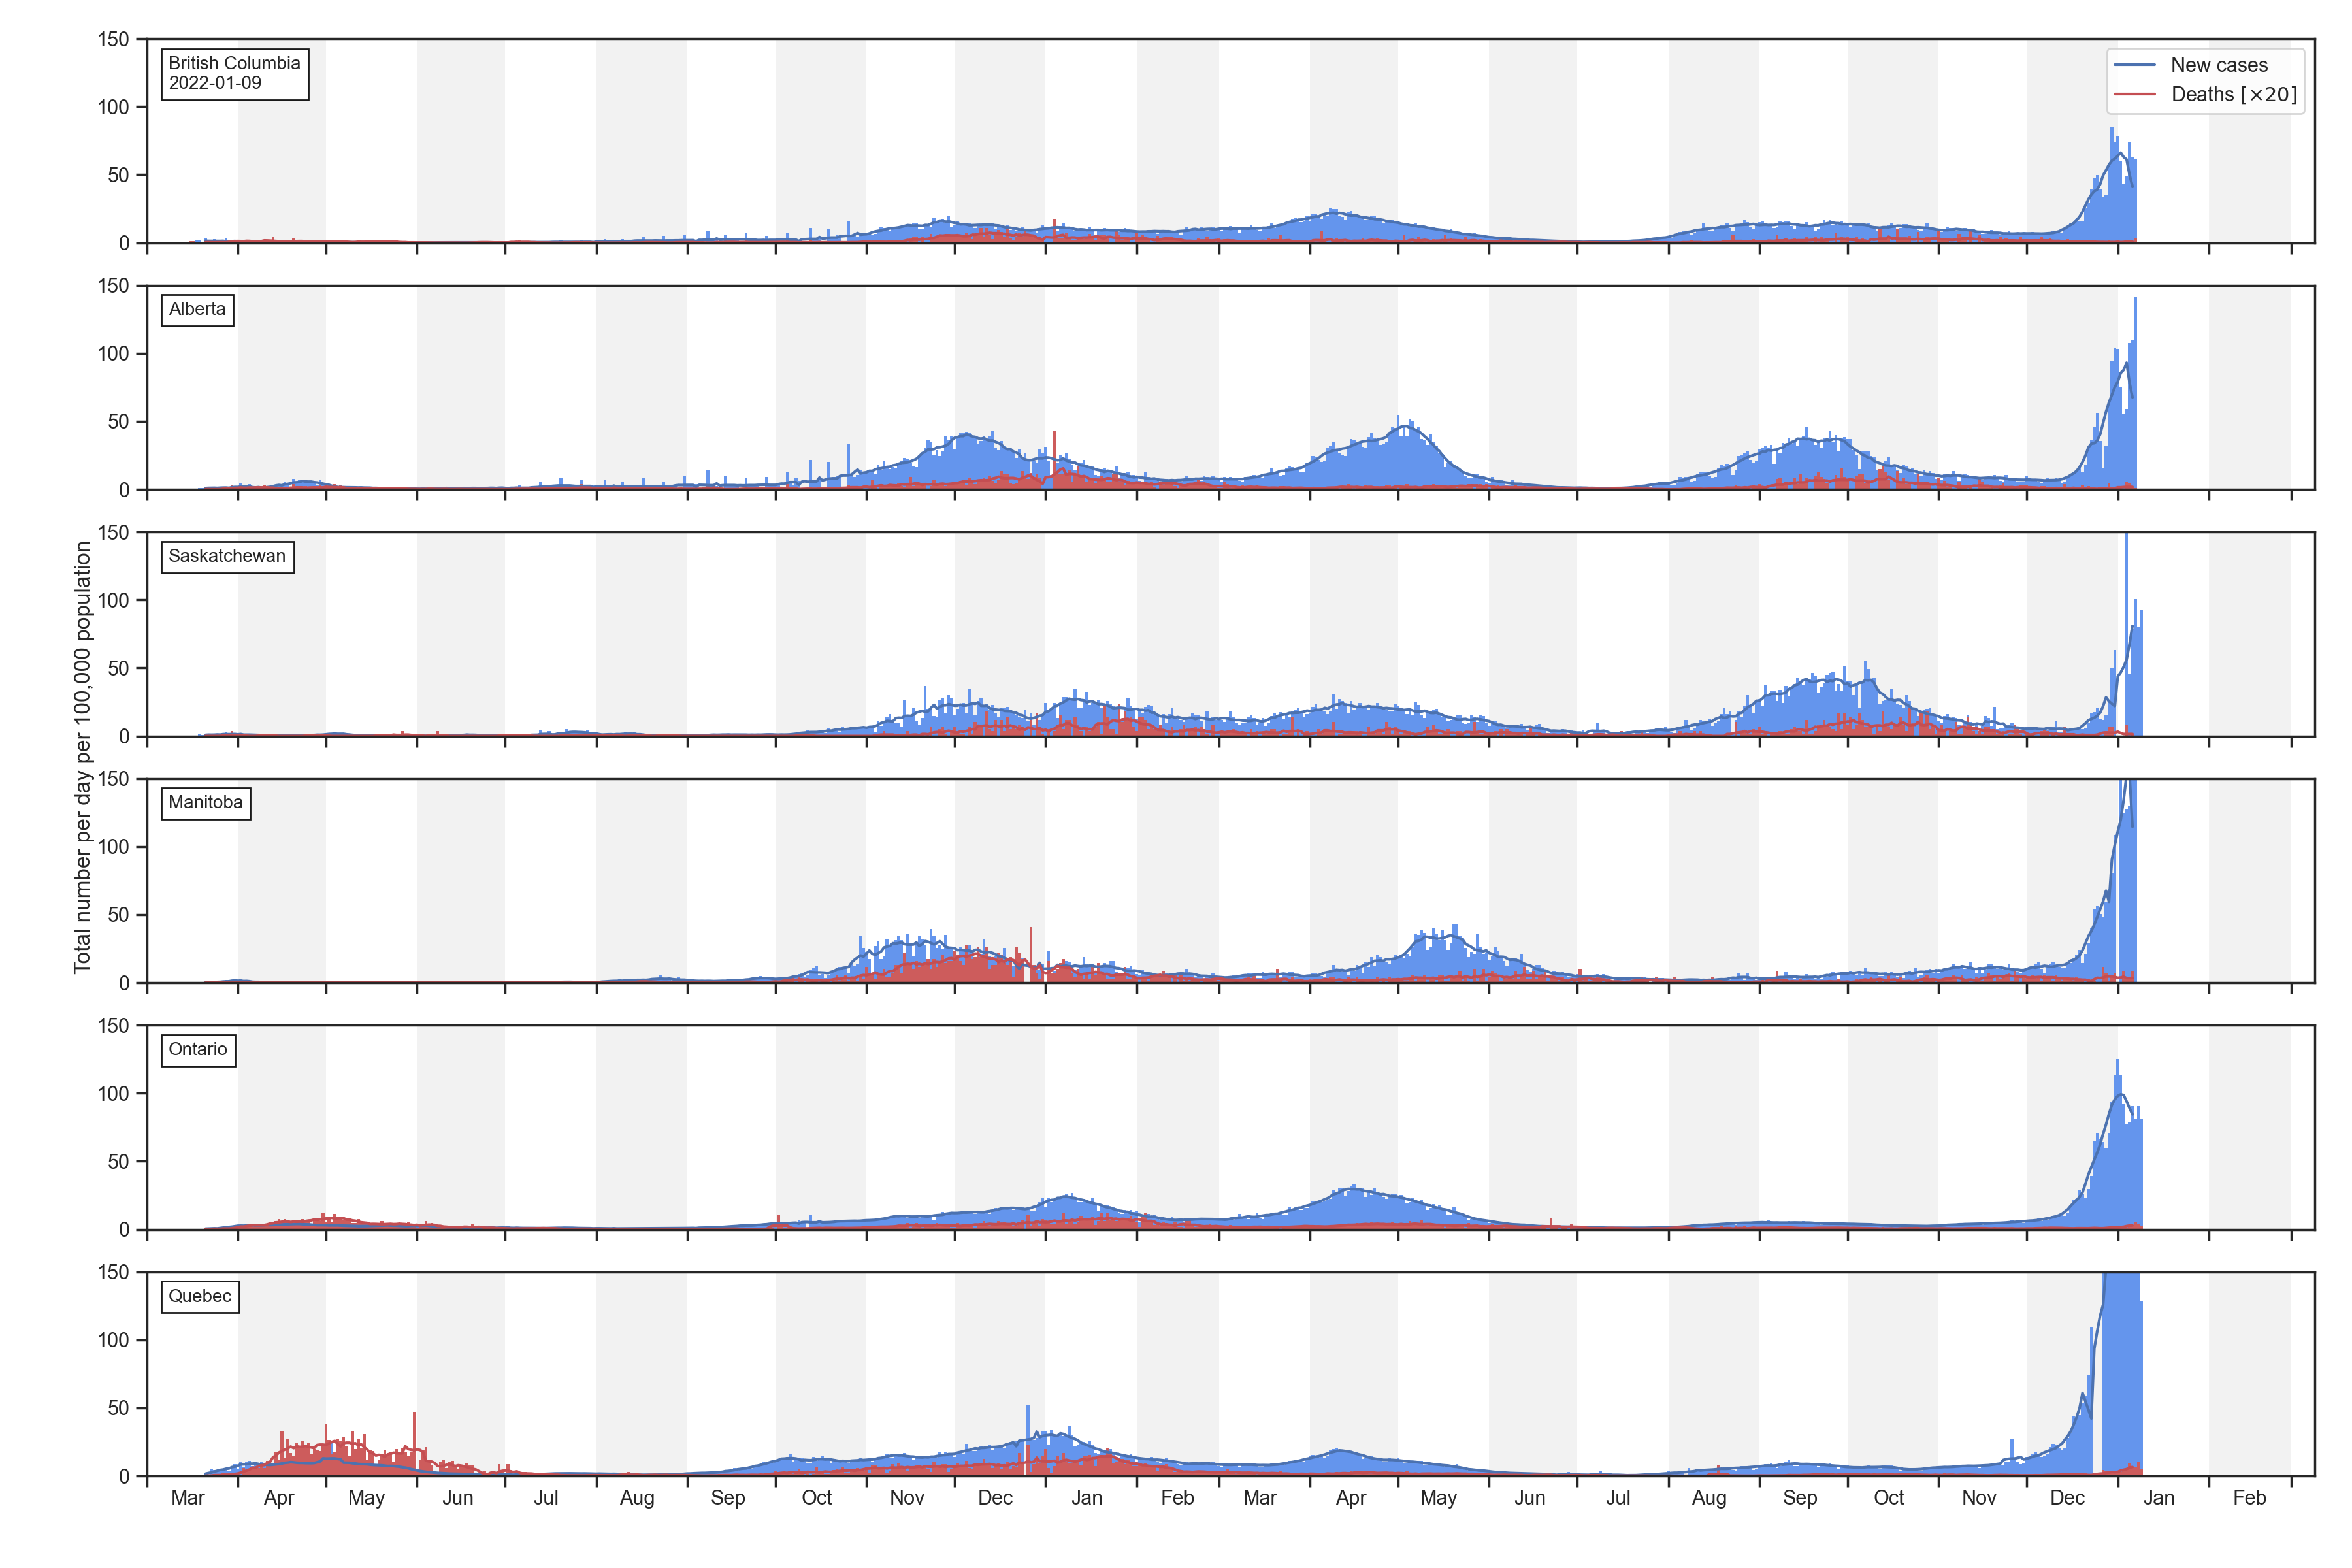 Total number per day per 100,000 population
150
100
50
0
British Columbia
2022-01-09
New cases
Deaths [×20]
150
100
50
0
Alberta
150
100
50
0
Saskatchewan
150
100
50
0
Manitoba
150
100
50
0
Ontario
150
100
50
0
Quebec
Mar Apr May Jun Jul Aug Sep Oct Nov Dec Jan Feb Mar Apr May Jun Jul Aug Sep Oct Nov Dec Jan Feb